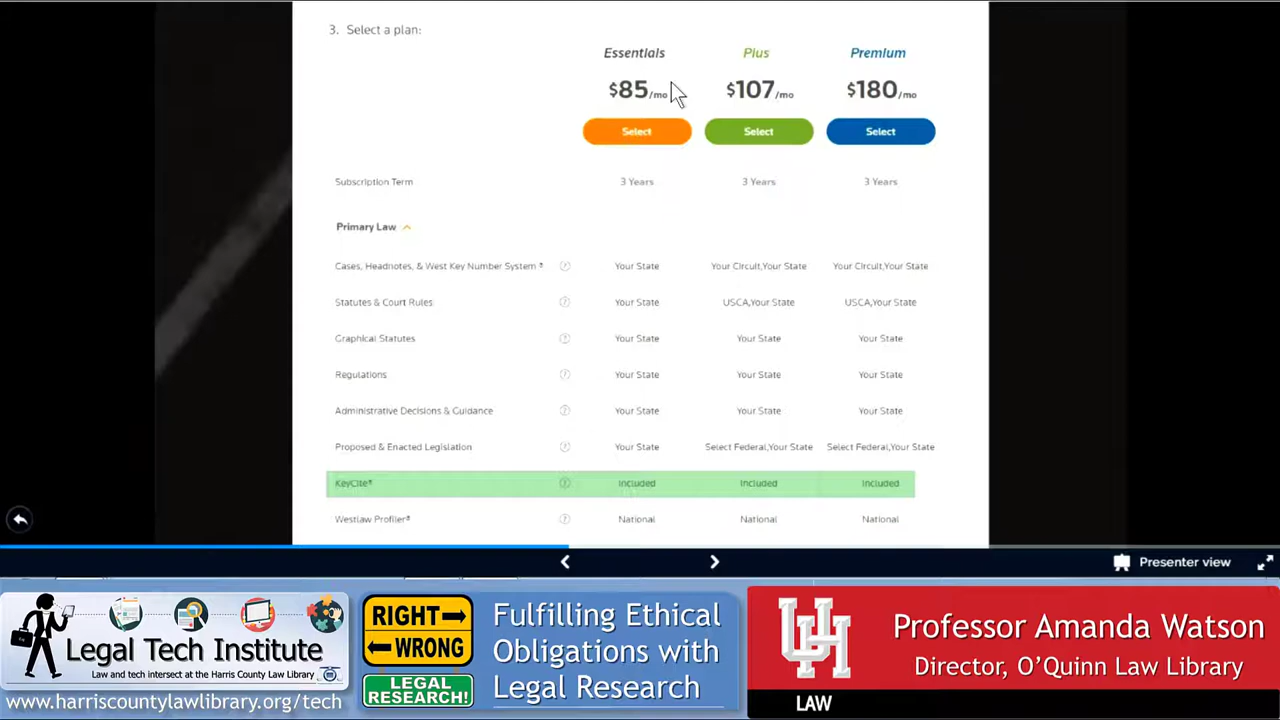 3. Select a plan:
Essentials Plus Premium
$85/mo $107/mo $180/mo
Select Select Select
Subscription Term 3 Years 3 Years 3 Years
Primary Law
Cases, Headnotes, & West Key Number System ® ? Your State Your Circuit,Your State Your Circuit,Your State
Statutes & Court Rules ? Your State USCA,Your State USCA,Your State
Graphical Statutes ? Your State Your State Your State
Regulations ? Your State Your State Your State
Administrative Decisions & Guidance ? Your State Your State Your State
Proposed & Enacted Legislation ? Your State Select Federal,Your State Select Federal,Your State
KeyCite® ? Included Included Included
Westlaw Profiler® ? National National National
Presenter view
Legal Tech Institute
Law and tech intersect at the Harris County Law Library
www.harriscountylawlibrary.org/tech
RIGHT
WRONG
LEGAL
RESEARCH!
Fulfilling Ethical
Obligations with
Legal Research
UH
LAW
Professor Amanda Watson
Director, O'Quinn Law Library